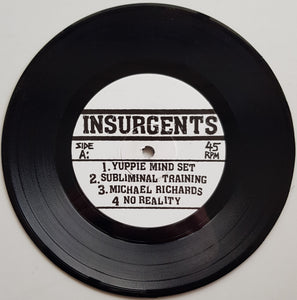 INSURGENTS
SIDE A: 45 RPM
1. YUPPIE MIND SET
2. SUBLIMINAL TRAINING
3. MICHAEL RICHARDS
4 NO REALITY